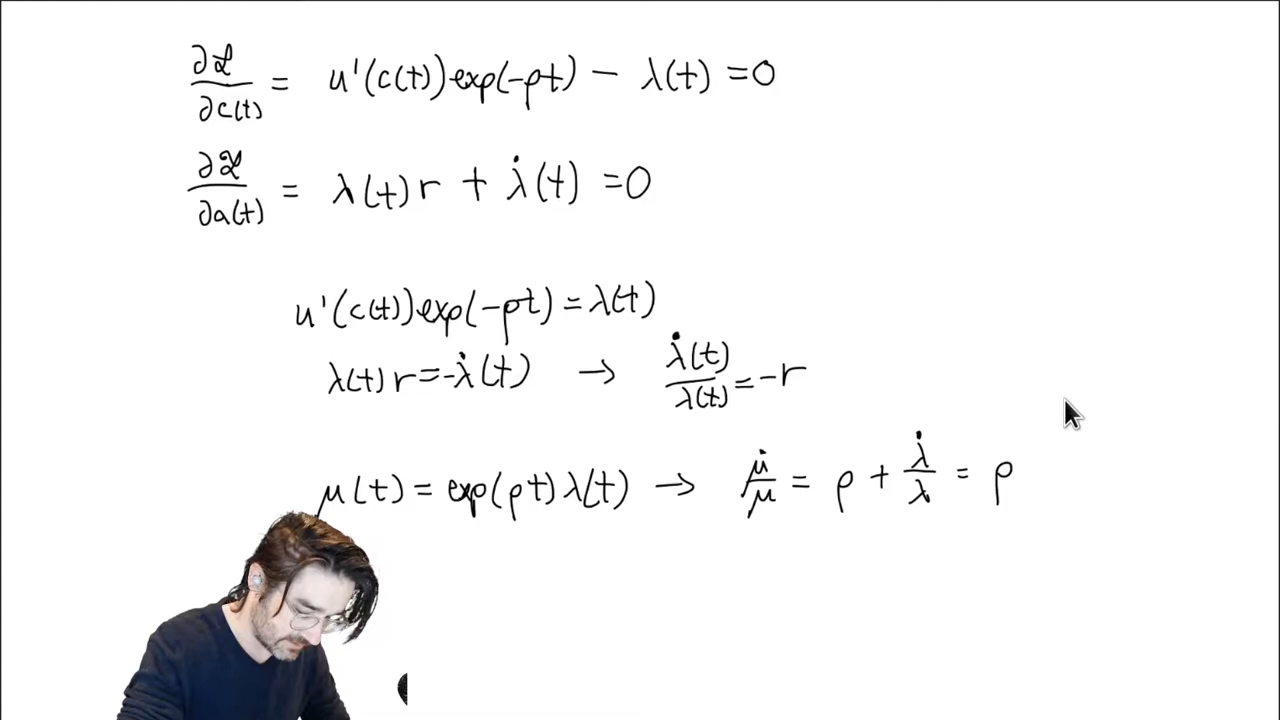 ∂ℒ/∂c(t) = u'(c(t))exp(-ρt) - λ(t) =0
∂ℒ/∂a(t) = λ(t)r + λ̇(t) =0
u'(c(t))exp(-ρt)=λ(t)
λ(t)r=-λ̇(t) → λ̇(t)/λ(t)=-r
μ(t)=exp(ρt)λ(t) → μ̇/μ = ρ + λ̇/λ = ρ